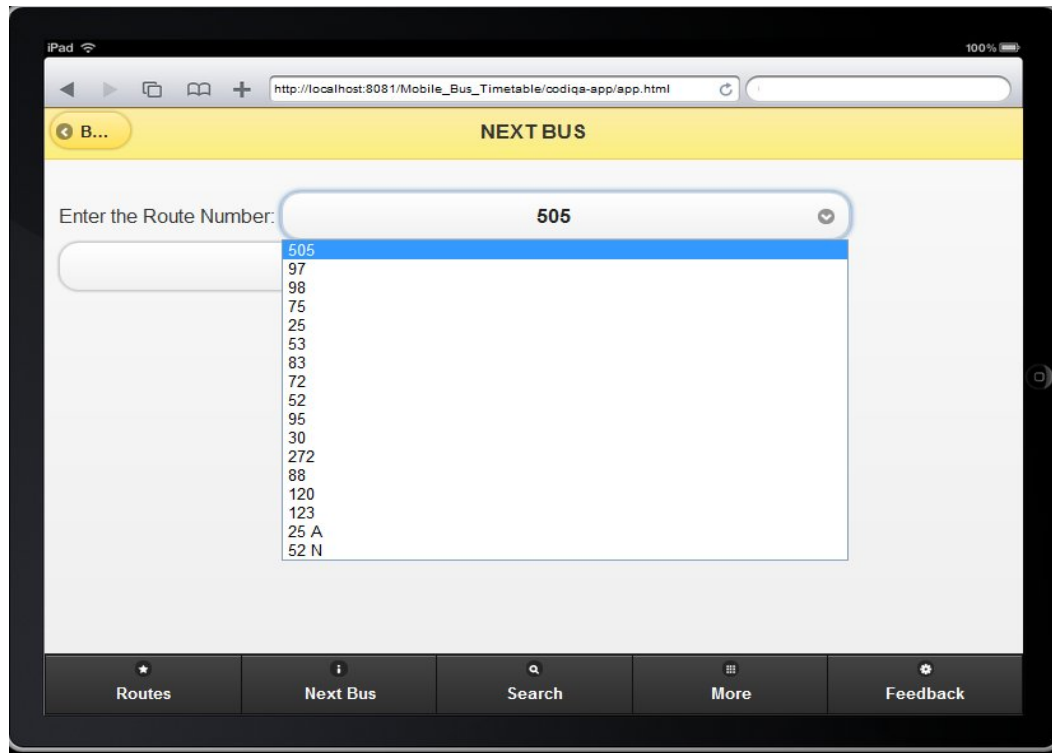 iPad 100%
http://localhost:8081/Mobile_Bus_Timetable/codiqa-app/app.html
B... NEXT BUS
Enter the Route Number: 505
505
97
98
75
25
53
83
72
52
95
30
272
88
120
123
25 A
52 N
Routes Next Bus Search More Feedback